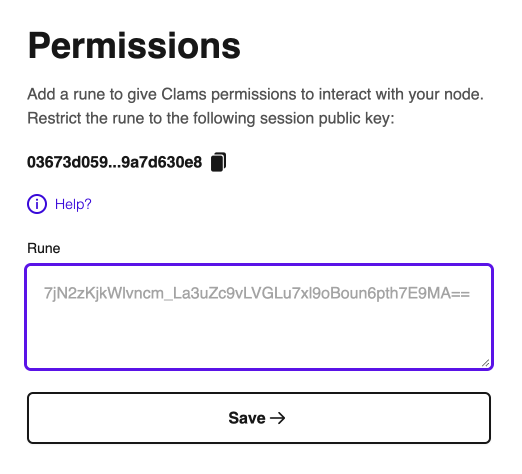 Permissions
Add a rune to give Clams permissions to interact with your node.
Restrict the rune to the following session public key:
03673d059...9a7d630e8
Help?
Rune
7jN2zKjkWlvncm_La3uZc9vLVGLu7xl9oBoun6pth7E9MA==
Save